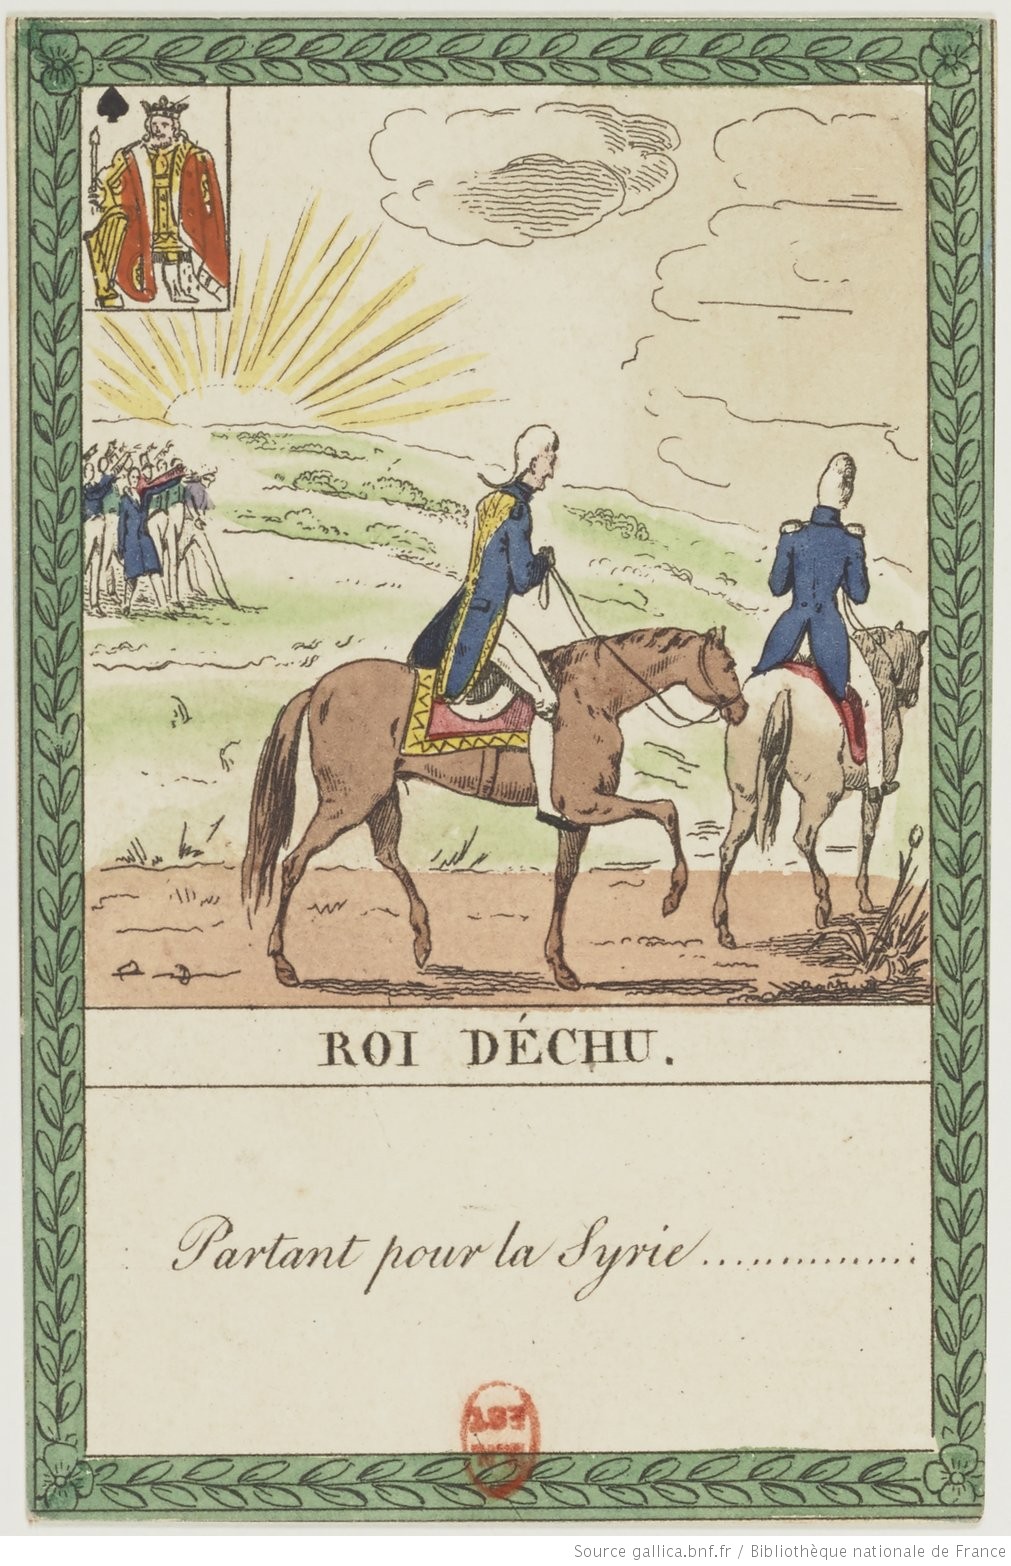 ROI DÉCHU.
Partant pour la Syrie...............
Source gallica.bnf.fr / Bibliothèque nationale de France